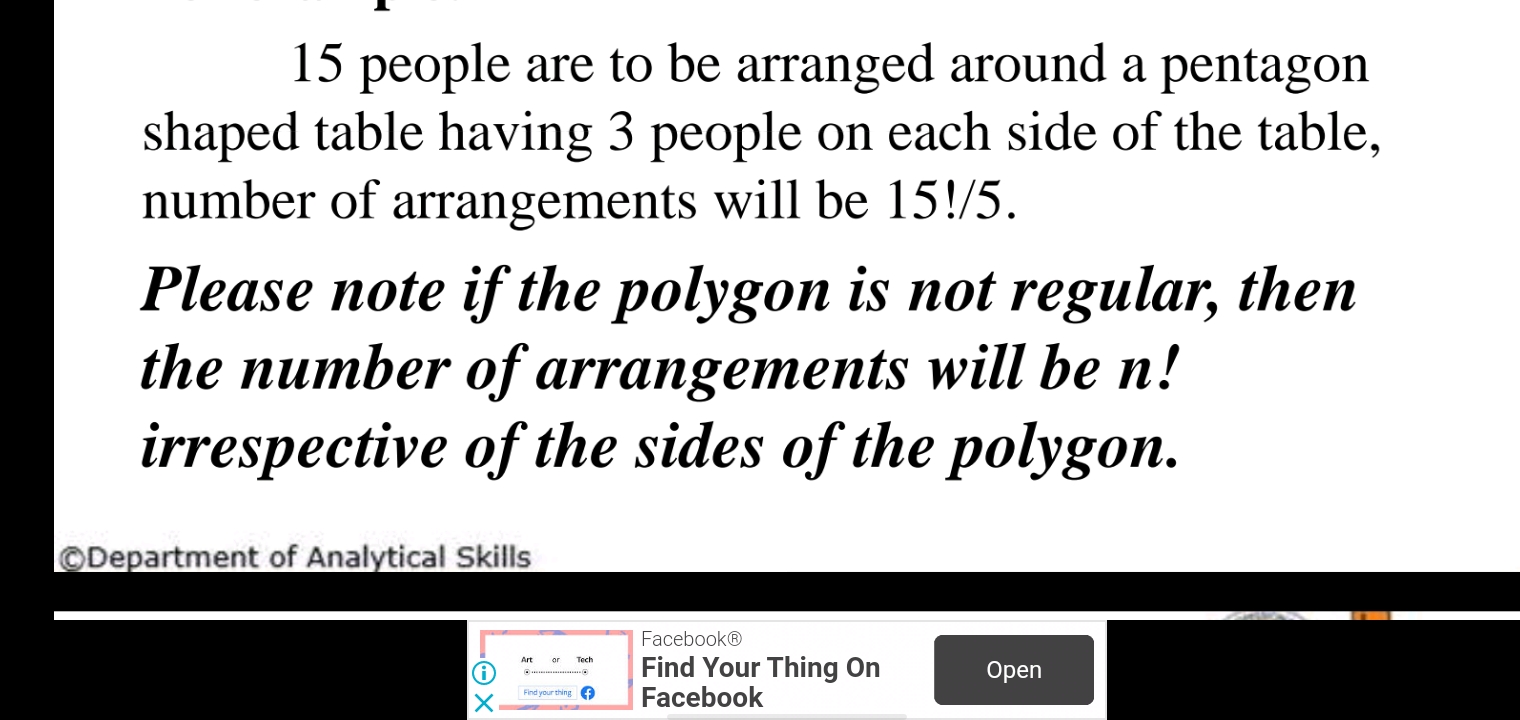 15 people are to be arranged around a pentagon
shaped table having 3 people on each side of the table,
number of arrangements will be 15!/5.
Please note if the polygon is not regular, then
the number of arrangements will be n!
irrespective of the sides of the polygon.
©Department of Analytical Skills
Facebook®
Art or Tech
Find Your Thing On
Find your thing
Facebook
Open